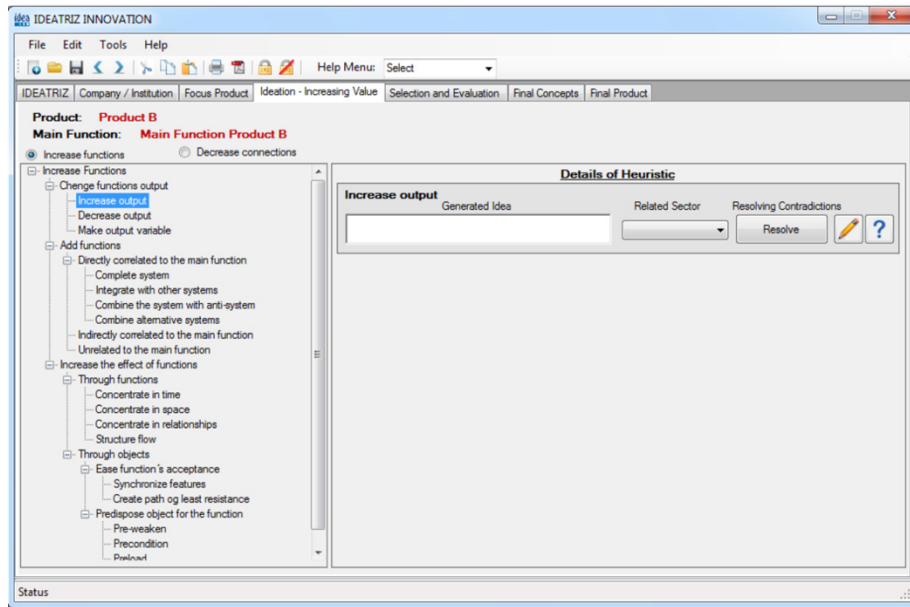 idea IDEATRIZ INNOVATION
File Edit Tools Help
Help Menu: Select
IDEATRIZ Company / Institution Focus Product Ideation - Increasing Value Selection and Evaluation Final Concepts Final Product
Product: Product B
Main Function: Main Function Product B
Increase functions Decrease connections
Increase Functions
Chenge functions output
Increase output
Decrease output
Make output variable
Add functions
Directly correlated to the main function
Complete system
Integrate with other systems
Combine the system with anti-system
Combine alternative systems
Indirectly correlated to the main function
Unrelated to the main function
Increase the effect of functions
Through functions
Concentrate in time
Concentrate in space
Concentrate in relationships
Structure flow
Through objects
Ease function´s acceptance
Synchronize features
Create path og least resistance
Predispose object for the function
Pre-weaken
Precondition
Preload
Details of Heuristic
Increase output
Generated Idea Related Sector Resolving Contradictions
Resolve ?
Status